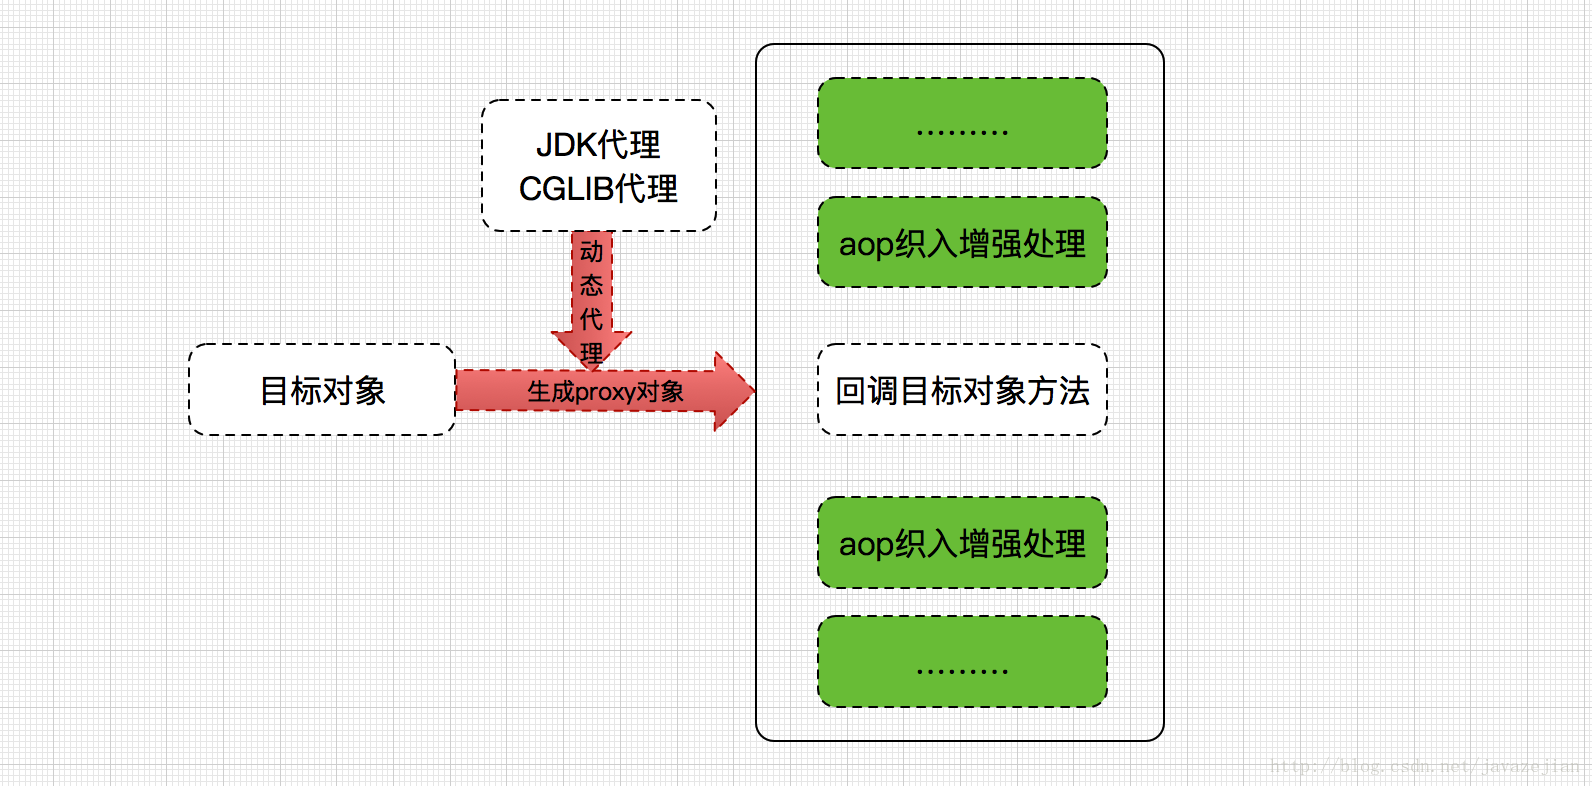 JDK代理
CGLIB代理
动态代理
目标对象
生成proxy对象
………
aop织入增强处理
回调目标对象方法
aop织入增强处理
………
http://blog.csdn.net/javazejian